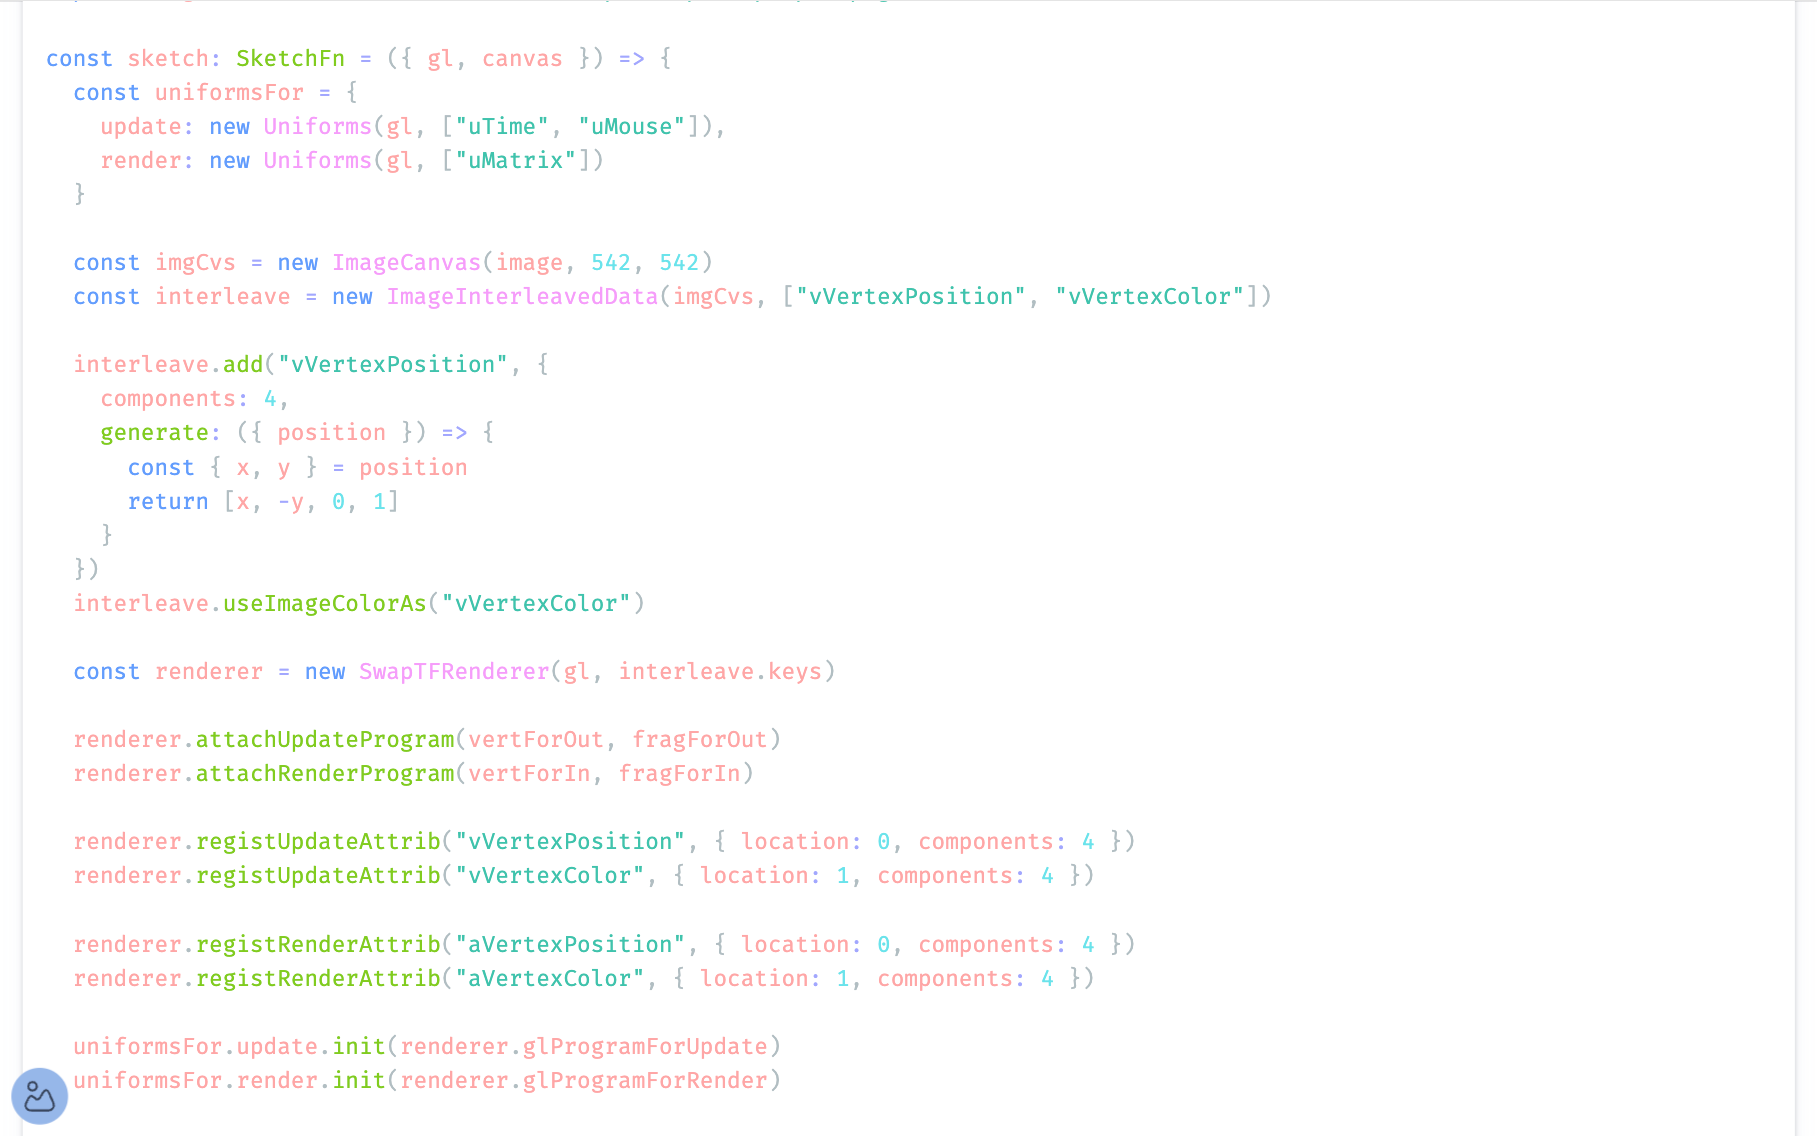 const sketch: SketchFn = ({ gl, canvas }) => {
  const uniformsFor = {
    update: new Uniforms(gl, ["uTime", "uMouse"]),
    render: new Uniforms(gl, ["uMatrix"])
  }

  const imgCvs = new ImageCanvas(image, 542, 542)
  const interleave = new ImageInterleavedData(imgCvs, ["vVertexPosition", "vVertexColor"])

  interleave.add("vVertexPosition", {
    components: 4,
    generate: ({ position }) => {
      const { x, y } = position
      return [x, -y, 0, 1]
    }
  })
  interleave.useImageColorAs("vVertexColor")

  const renderer = new SwapTFRenderer(gl, interleave.keys)

  renderer.attachUpdateProgram(vertForOut, fragForOut)
  renderer.attachRenderProgram(vertForIn, fragForIn)

  renderer.registUpdateAttrib("vVertexPosition", { location: 0, components: 4 })
  renderer.registUpdateAttrib("vVertexColor", { location: 1, components: 4 })

  renderer.registRenderAttrib("aVertexPosition", { location: 0, components: 4 })
  renderer.registRenderAttrib("aVertexColor", { location: 1, components: 4 })

  uniformsFor.update.init(renderer.glProgramForUpdate)
  uniformsFor.render.init(renderer.glProgramForRender)